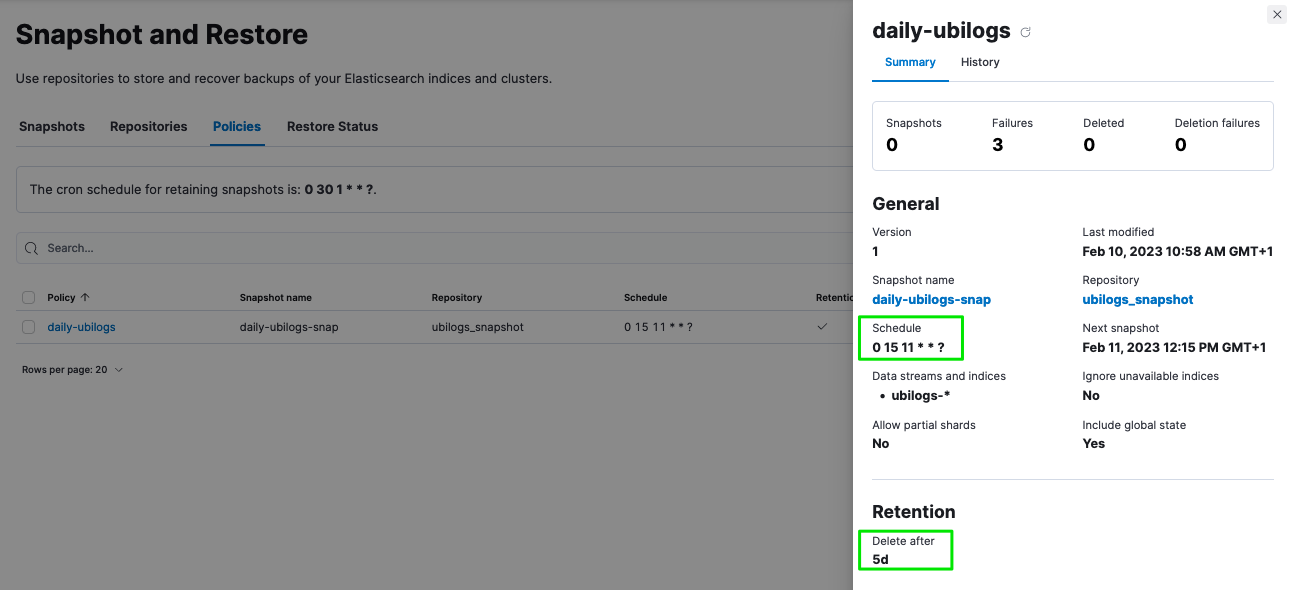 Snapshot and Restore
Use repositories to store and recover backups of your Elasticsearch indices and clusters.
Snapshots Repositories Policies Restore Status
The cron schedule for retaining snapshots is: 0 30 1 * * ?.
Search...
Policy Snapshot name Repository Schedule Retentio
daily-ubilogs daily-ubilogs-snap ubilogs_snapshot 0 15 11 * * ?
Rows per page: 20
daily-ubilogs
Summary History
Snapshots Failures Deleted Deletion failures
0 3 0 0
General
Version Last modified
1 Feb 10, 2023 10:58 AM GMT+1
Snapshot name Repository
daily-ubilogs-snap ubilogs_snapshot
Schedule Next snapshot
0 15 11 * * ? Feb 11, 2023 12:15 PM GMT+1
Data streams and indices Ignore unavailable indices
• ubilogs-* No
Allow partial shards Include global state
No Yes
Retention
Delete after
5d